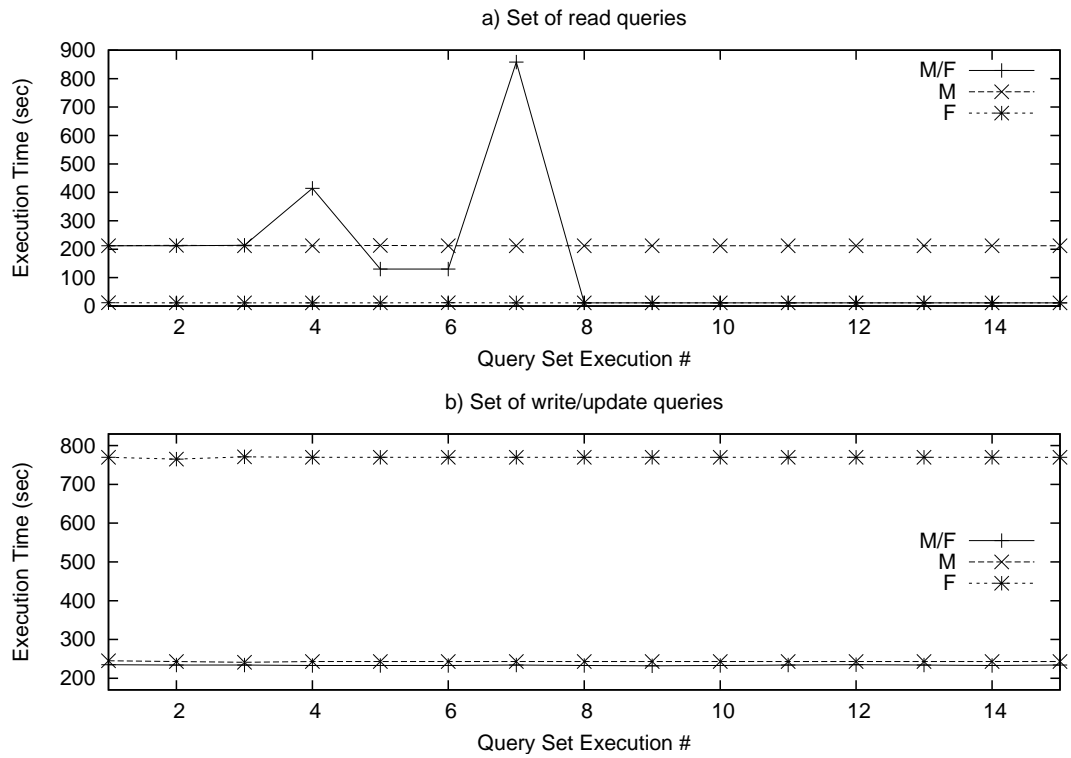 a) Set of read queries
Execution Time (sec)
900
800
700
600
500
400
300
200
100
0
M/F
M
F
2 4 6 8 10 12 14
Query Set Execution #
b) Set of write/update queries
Execution Time (sec)
800
700
600
500
400
300
200
M/F
M
F
2 4 6 8 10 12 14
Query Set Execution #